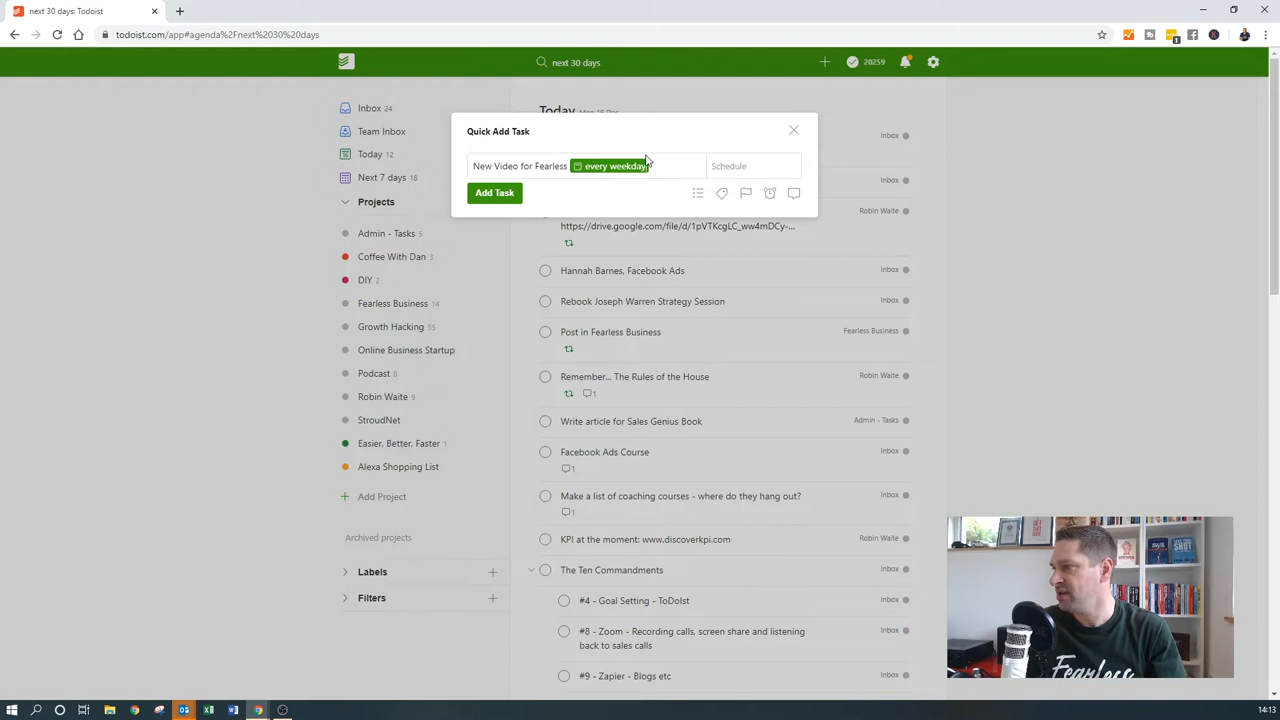 next 30 days: Todoist
todoist.com/app#agenda%2Fnext%2030%20days
next 30 days
20259
Inbox 24
Team Inbox
Today 12
Next 7 days 18
Projects
Admin - Tasks 5
Coffee With Dan 3
DIY 2
Fearless Business 14
Growth Hacking 55
Online Business Startup
Podcast 8
Robin Waite 9
StroudNet
Easier, Better, Faster 1
Alexa Shopping List
Add Project
Archived projects
Labels
Filters
Today Mon 16 Dec
Quick Add Task
New Video for Fearless every weekday
Schedule
Add Task
Inbox
Inbox
Robin Waite
https://drive.google.com/file/d/1pVTKcgLC_ww4mDCy-...
Hannah Barnes, Facebook Ads Inbox
Rebook Joseph Warren Strategy Session Inbox
Post in Fearless Business Fearless Business
Remember... The Rules of the House Robin Waite
1
Write article for Sales Genius Book Admin - Tasks
Facebook Ads Course Inbox
1
Make a list of coaching courses - where do they hang out? Inbox
1
KPI at the moment: www.discoverkpi.com Robin Waite
The Ten Commandments Inbox
#4 - Goal Setting - ToDoIst Inbox
#8 - Zoom - Recording calls, screen share and listening Inbox
back to sales calls
#9 - Zapier - Blogs etc Inbox
Fearless
14:13